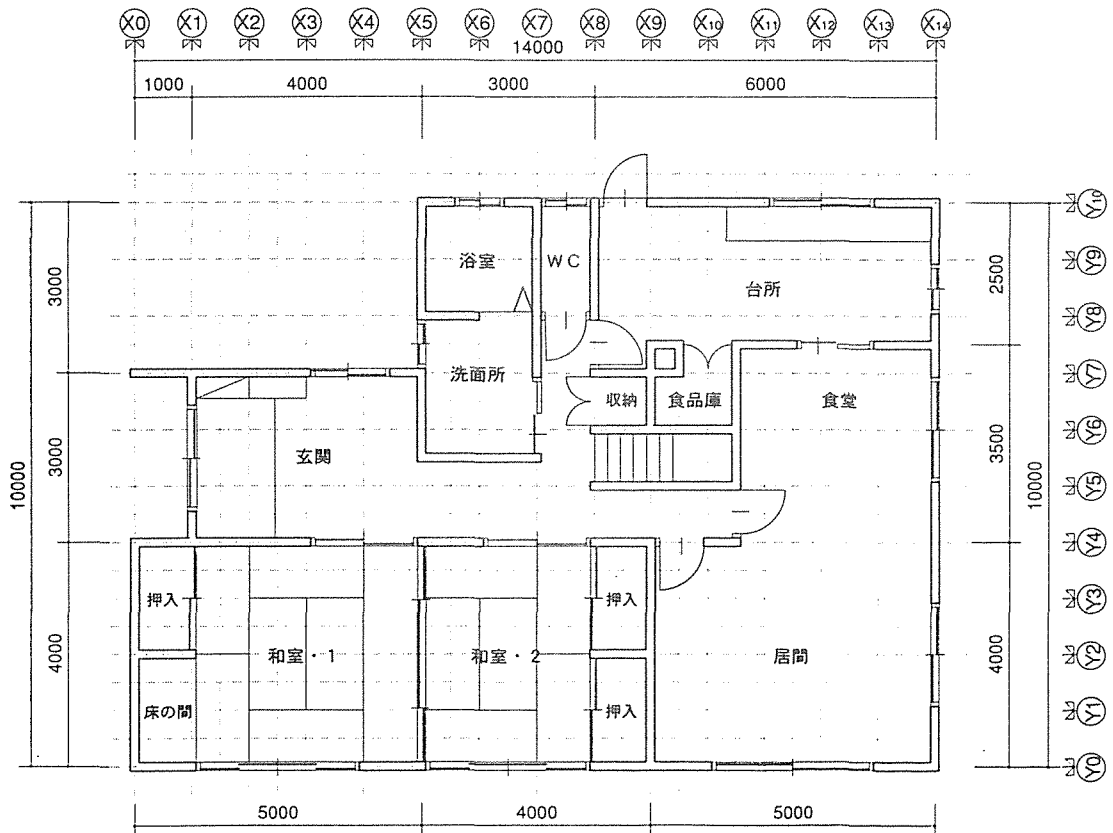 X0 X1 X2 X3 X4 X5 X6 X7 X8 X9 X10 X11 X12 X13 X14
14000
1000 4000 3000 6000
Y10
浴室 WC
Y9
3000 台所 2500
Y8
洗面所
Y7
収納 食品庫 食堂
Y6
10000 3000 玄関 3500 10000
Y5
Y4
押入 押入
Y3
4000 和室・1 和室・2 居間 4000
Y2
床の間 押入
Y1
Y0
5000 4000 5000